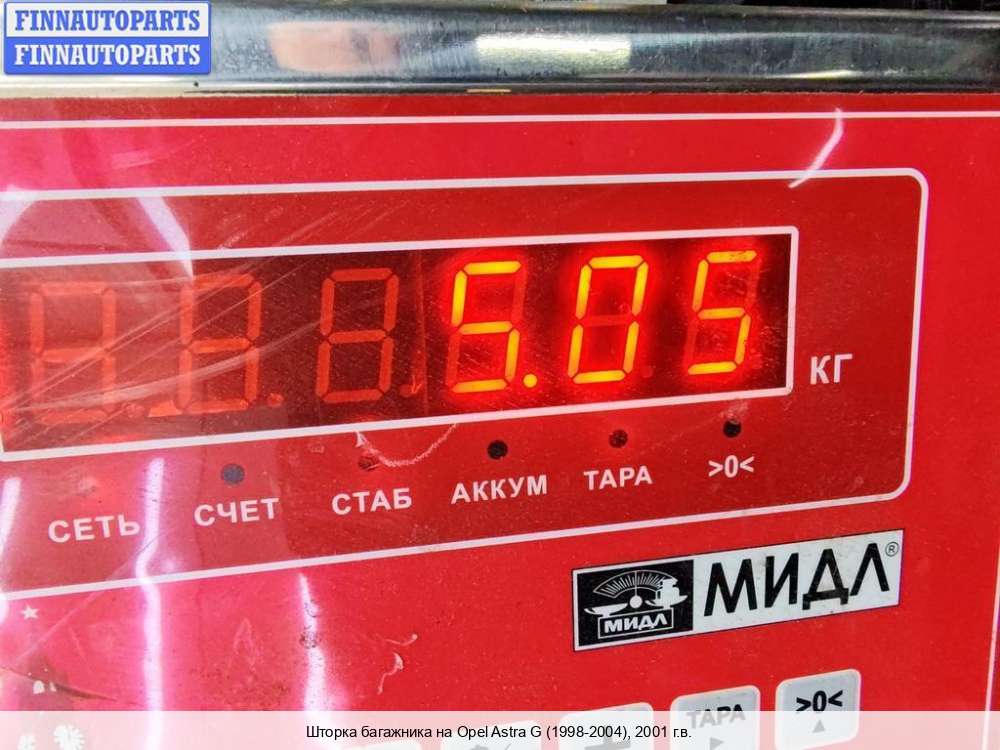 FINNAUTOPARTS
FINNAUTOPARTS
5.05 КГ
СЕТЬ СЧЕТ СТАБ АККУМ ТАРА >0<
МИДЛ МИДЛ®
ТАРА >0<
Шторка багажника на Opel Astra G (1998-2004), 2001 г.в.